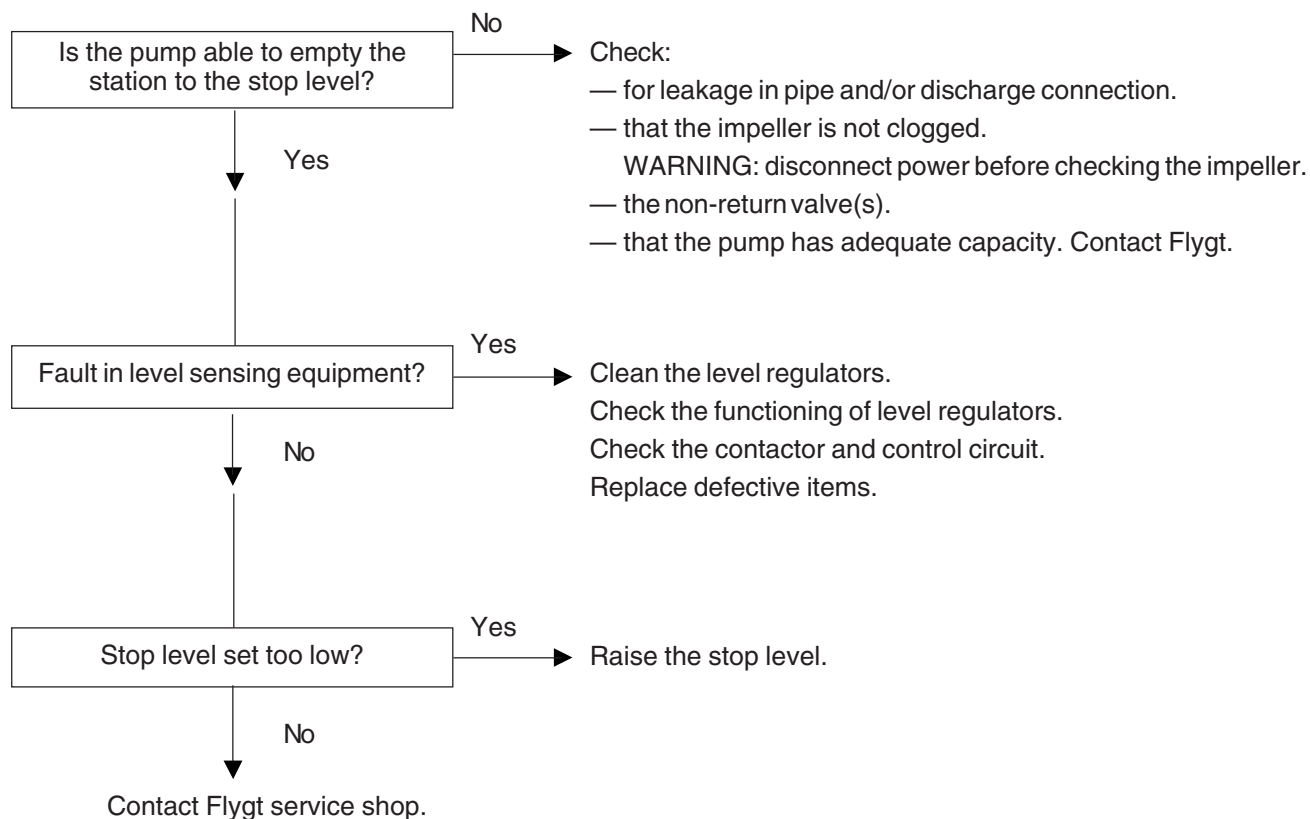 Is the pump able to empty the
station to the stop level?
No
Check:
— for leakage in pipe and/or discharge connection.
— that the impeller is not clogged.
WARNING: disconnect power before checking the impeller.
— the non-return valve(s).
— that the pump has adequate capacity. Contact Flygt.
Yes
Fault in level sensing equipment?
Yes
Clean the level regulators.
Check the functioning of level regulators.
Check the contactor and control circuit.
Replace defective items.
No
Stop level set too low?
Yes
Raise the stop level.
No
Contact Flygt service shop.